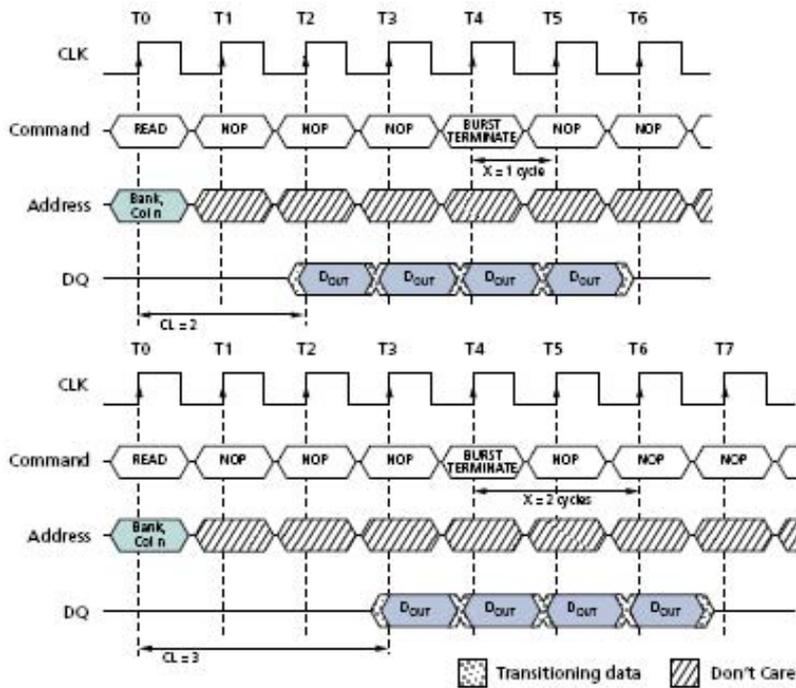 T0 T1 T2 T3 T4 T5 T6
CLK
Command READ NOP NOP NOP BURST TERMINATE NOP NOP
X = 1 cycle
Address Bank, Col n
DQ DOUT DOUT DOUT DOUT
CL = 2
T0 T1 T2 T3 T4 T5 T6 T7
CLK
Command READ NOP NOP NOP BURST TERMINATE NOP NOP NOP
X = 2 cycles
Address Bank, Col n
DQ DOUT DOUT DOUT DOUT
CL = 3
Transitioning data Don't Care